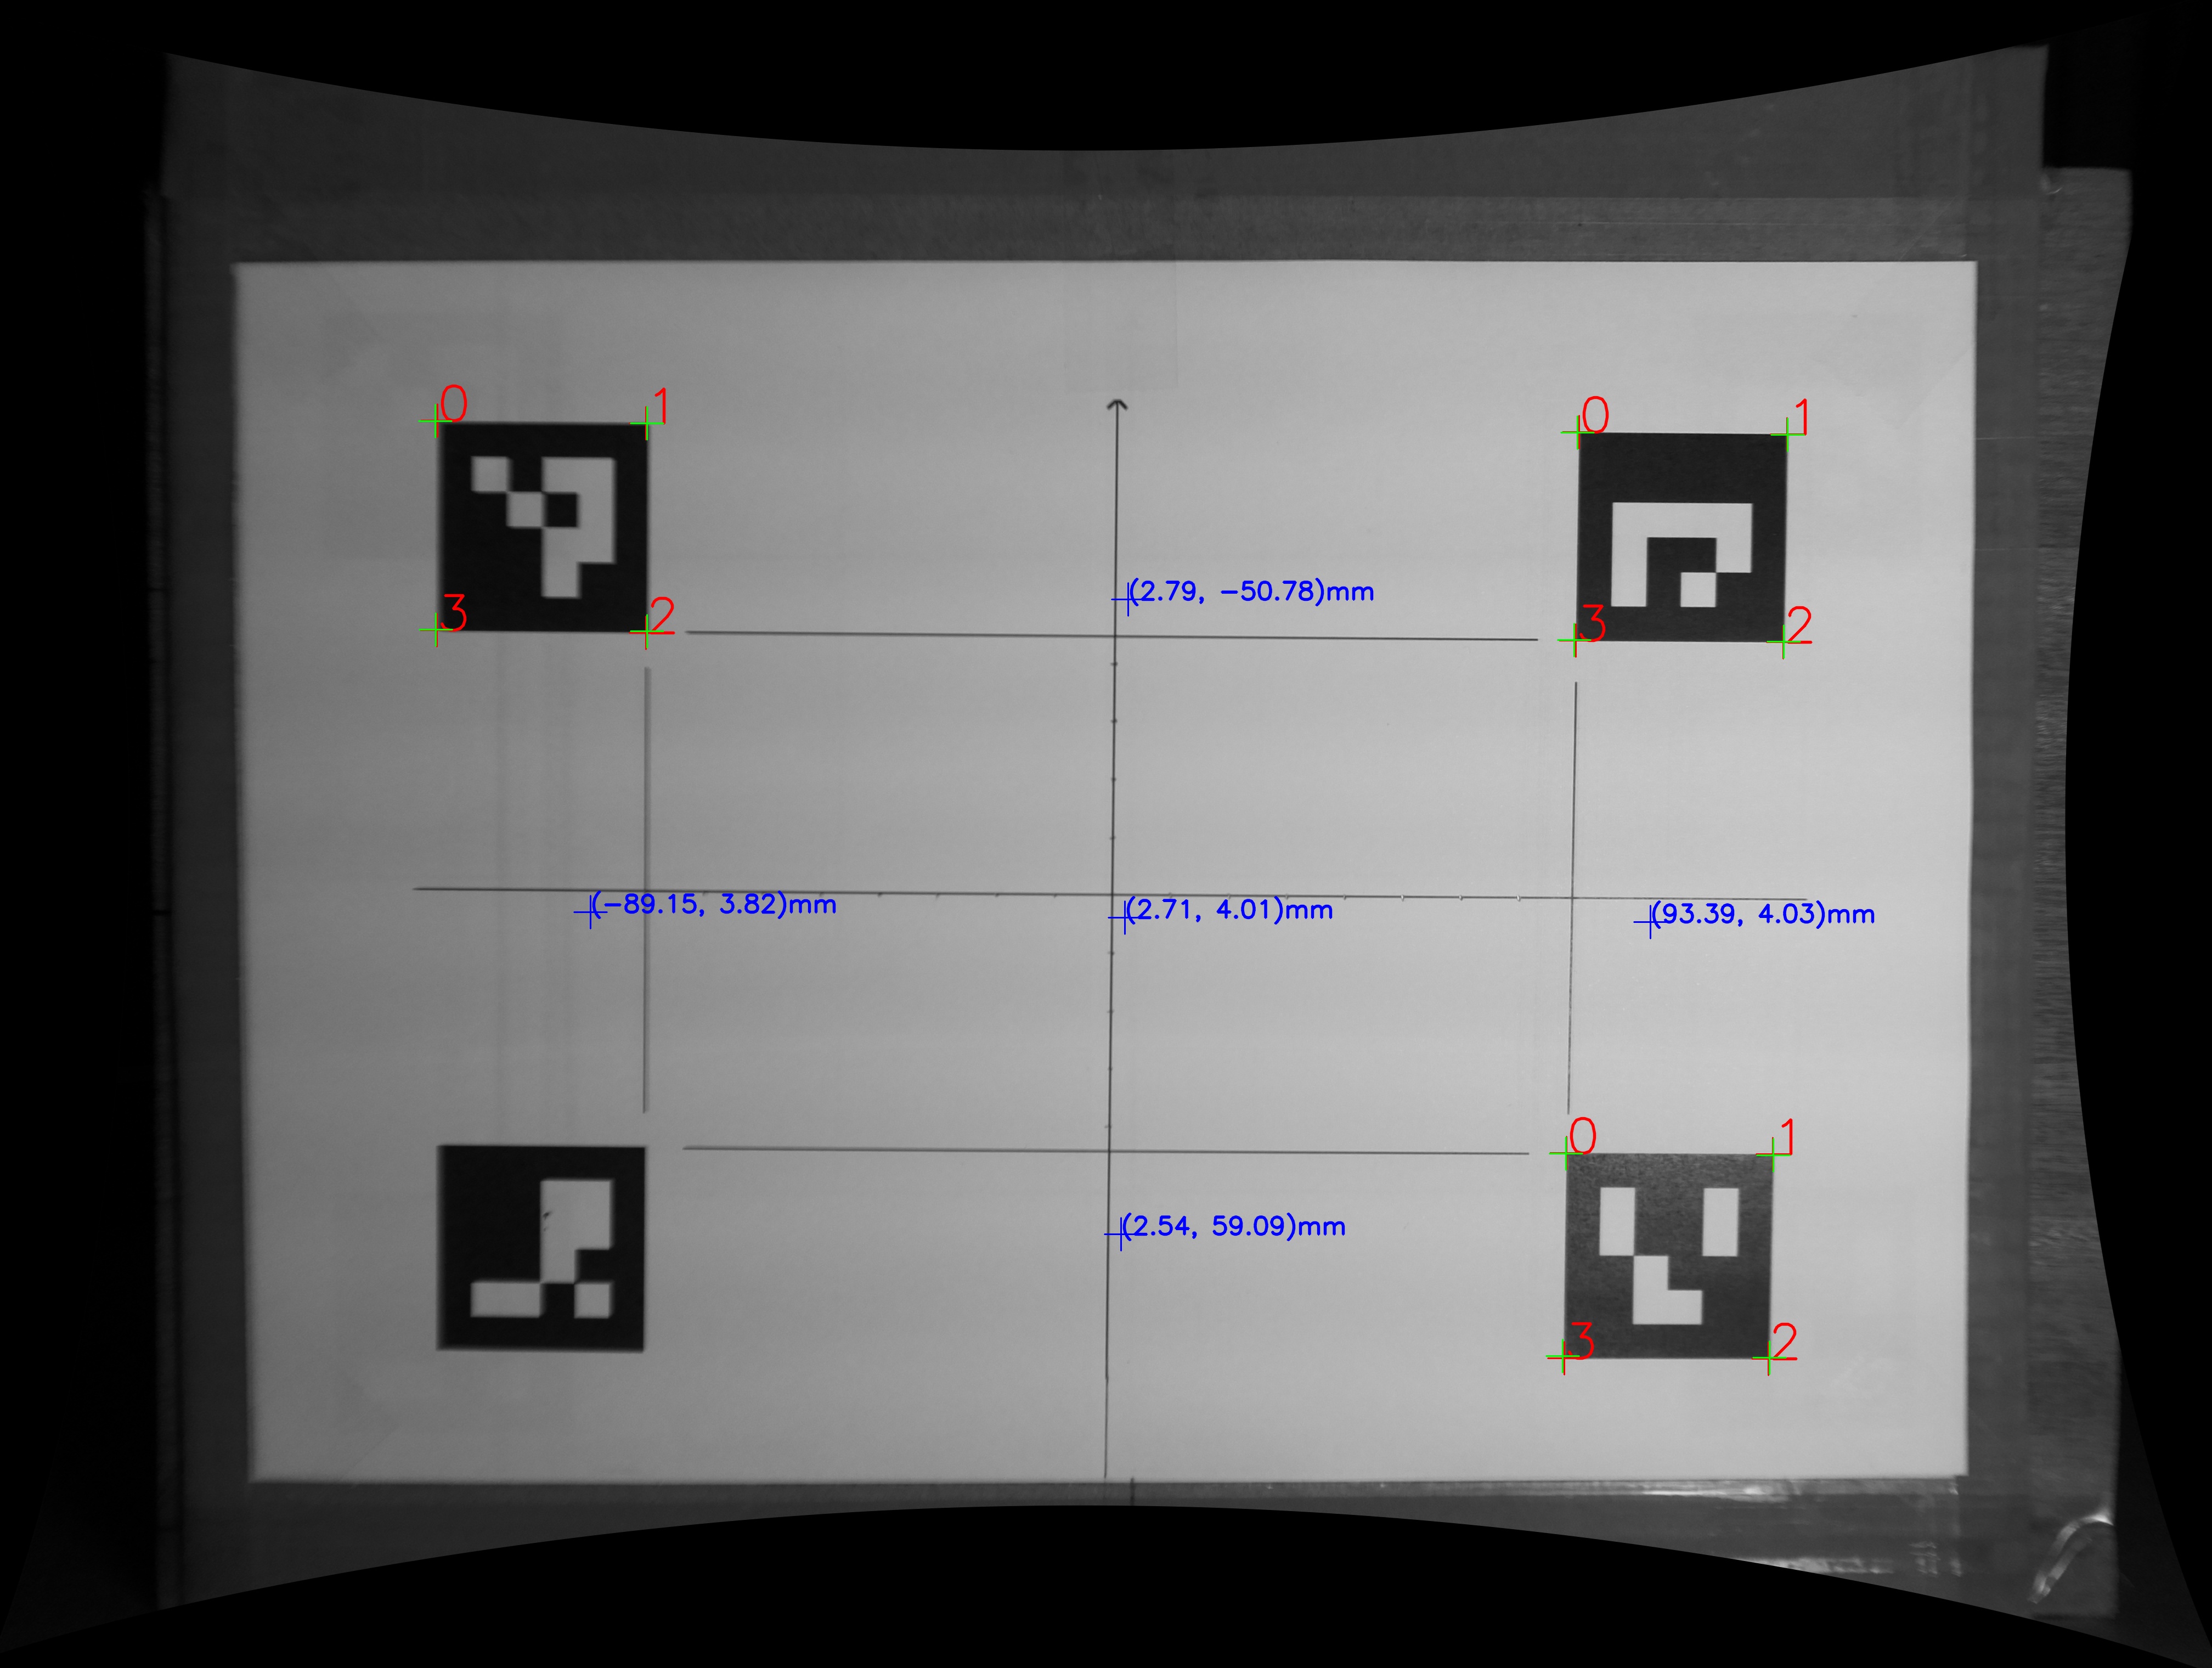 0 1
0 1
3 2
(2.79, -50.78)mm
3 2
(-89.15, 3.82)mm
(2.71, 4.01)mm
(93.39, 4.03)mm
0 1
(2.54, 59.09)mm
3 2